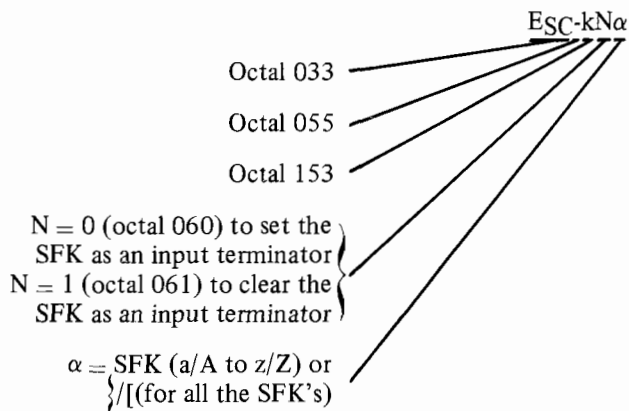 ESC-kNα
Octal 033
Octal 055
Octal 153
N = 0 (octal 060) to set the
SFK as an input terminator
N = 1 (octal 061) to clear the
SFK as an input terminator
α = SFK (a/A to z/Z) or
}/[(for all the SFK's)